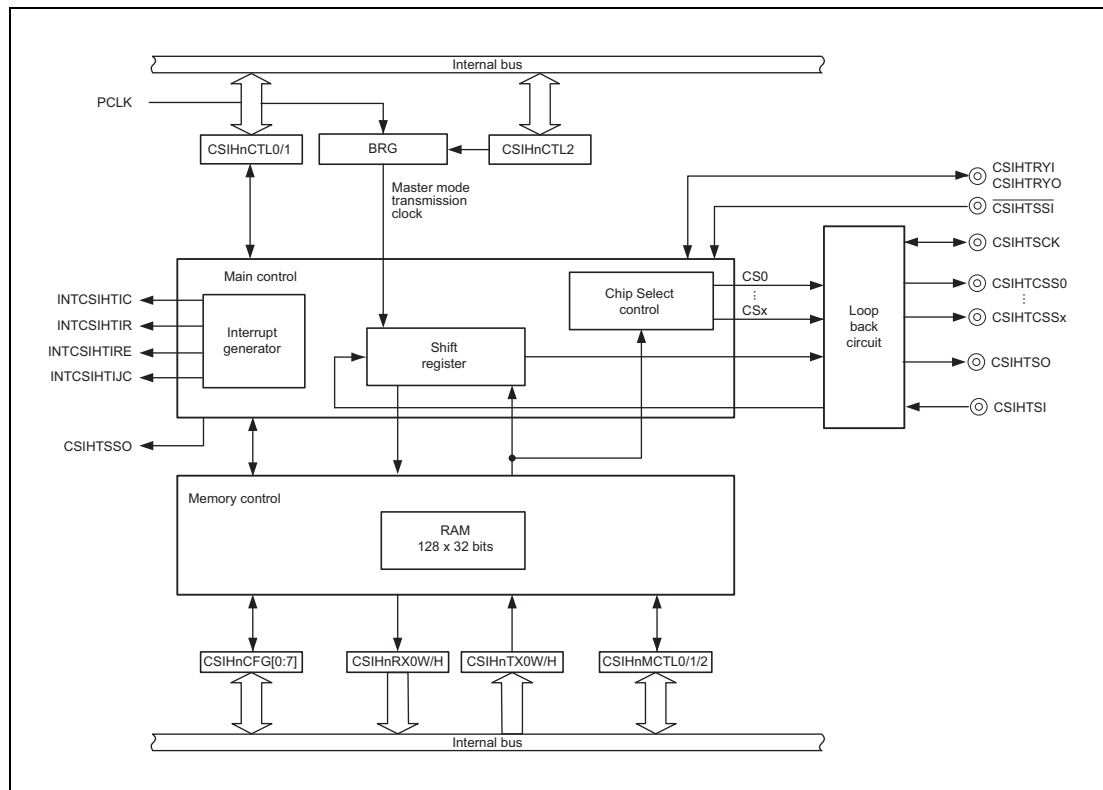 Internal bus
PCLK
CSIHnCTL0/1
BRG
CSIHnCTL2
Master mode
transmission
clock
CSIHTRYI
CSIHTRYO
CSIHTSSI
CSIHTSCK
CSIHTCSS0
CSIHTCSSx
CSIHTSO
CSIHTSI
Main control
INTCSIHTIC
INTCSIHTIR
INTCSIHTIRE
INTCSIHTIJC
Interrupt
generator
Shift
register
Chip Select
control
CS0
CSx
Loop
back
circuit
CSIHTSSO
Memory control
RAM
128 x 32 bits
CSIHnCFG[0:7]
CSIHnRX0W/H
CSIHnTX0W/H
CSIHnMCTL0/1/2
Internal bus